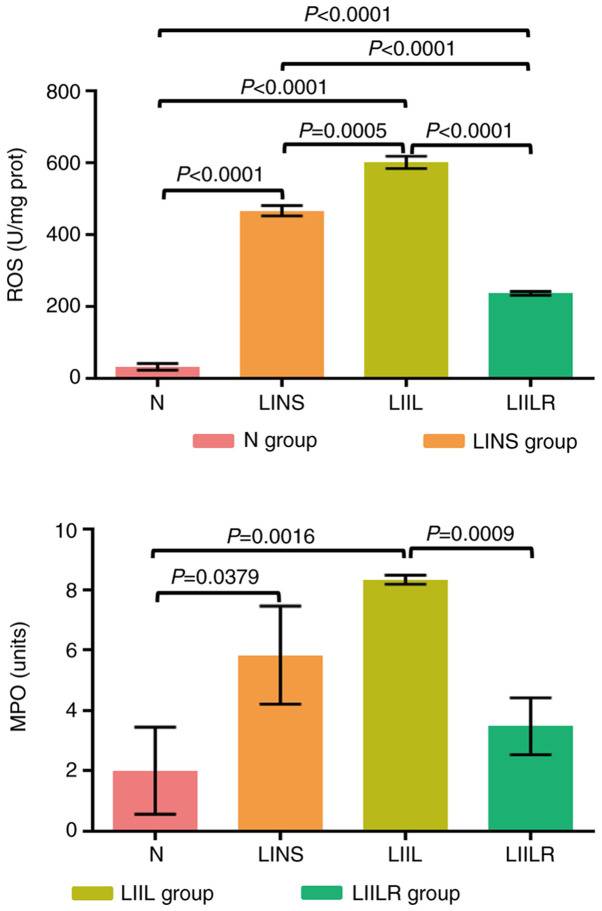 P<0.0001
P<0.0001
P<0.0001
P=0.0005 P<0.0001
P<0.0001
ROS (U/mg prot)
800
600
400
200
0
N LINS LIIL LIILR
N group LINS group
P=0.0016 P=0.0009
P=0.0379
MPO (units)
10
8
6
4
2
0
N LINS LIIL LIILR
LIIL group LIILR group